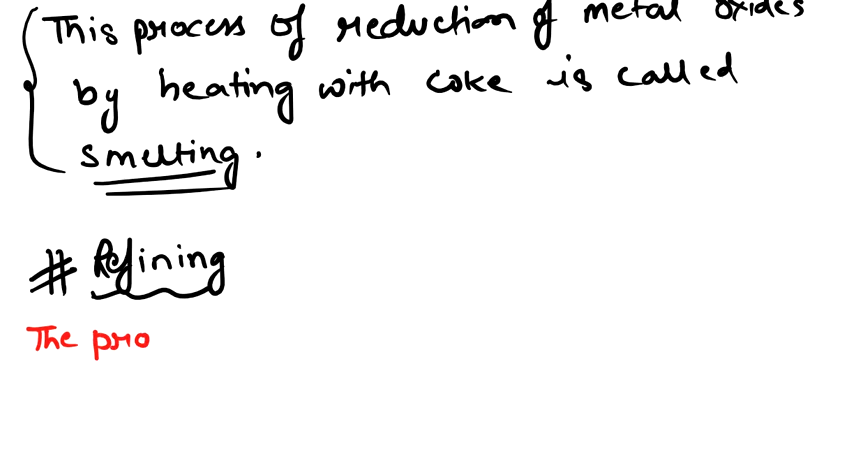 This process of reduction of metal oxides
by heating with coke is called
smelting.
# Refining
The pro